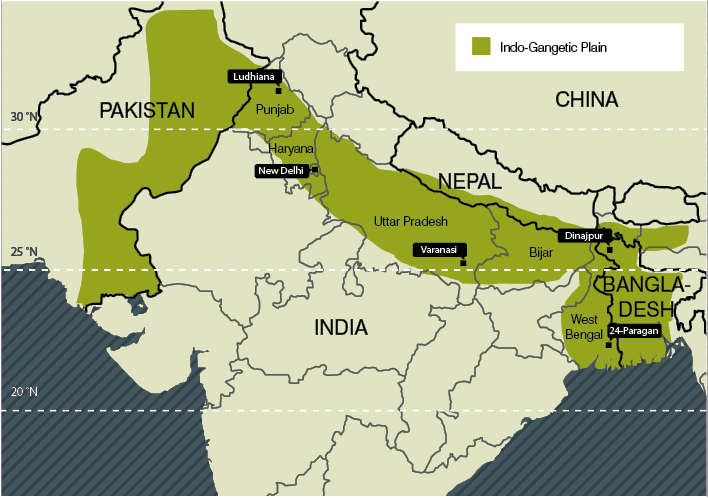 Indo-Gangetic Plain
Ludhiana
CHINA
PAKISTAN
Punjab
30°N
Haryana
New Delhi
NEPAL
Uttar Pradesh
Dinajpur
Varanasi
Bijar
25°N
BANGLA-
DESH
West
Bengal
24-Paragan
INDIA
20°N